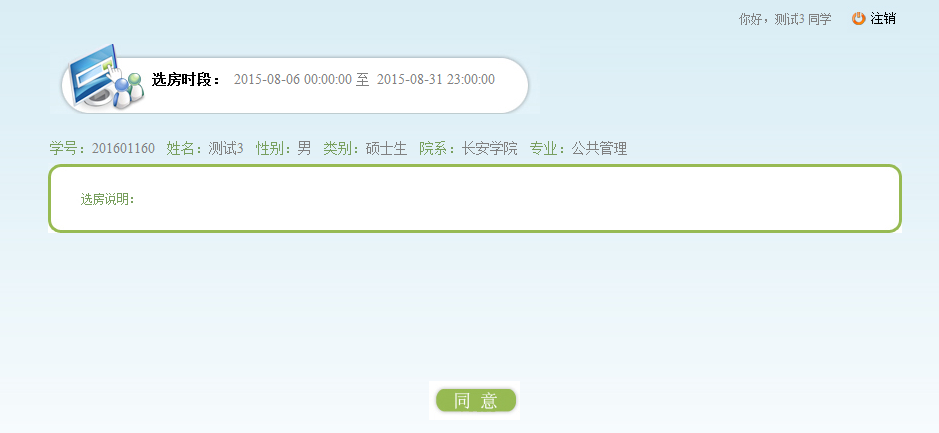 你好，测试3 同学 注销
选房时段： 2015-08-06 00:00:00 至 2015-08-31 23:00:00
学号：201601160 姓名：测试3 性别：男 类别：硕士生 院系：长安学院 专业：公共管理
选房说明：
同 意